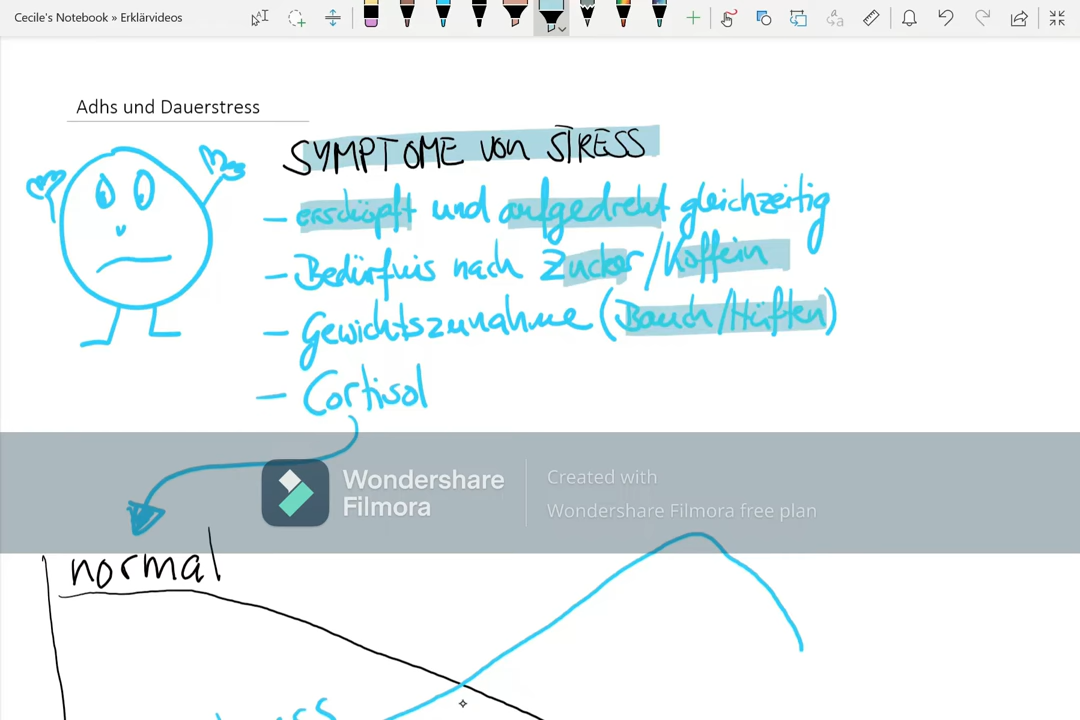 Cecile's Notebook » Erklärvideos
Adhs und Dauerstress
SYMPTOME von STRESS
– erschöpft und aufgedreht gleichzeitig
– Bedürfnis nach Zucker/Koffein
– Gewichtszunahme (Bauch/Hüften)
– Cortisol
Wondershare
Filmora
Created with
Wondershare Filmora free plan
normal